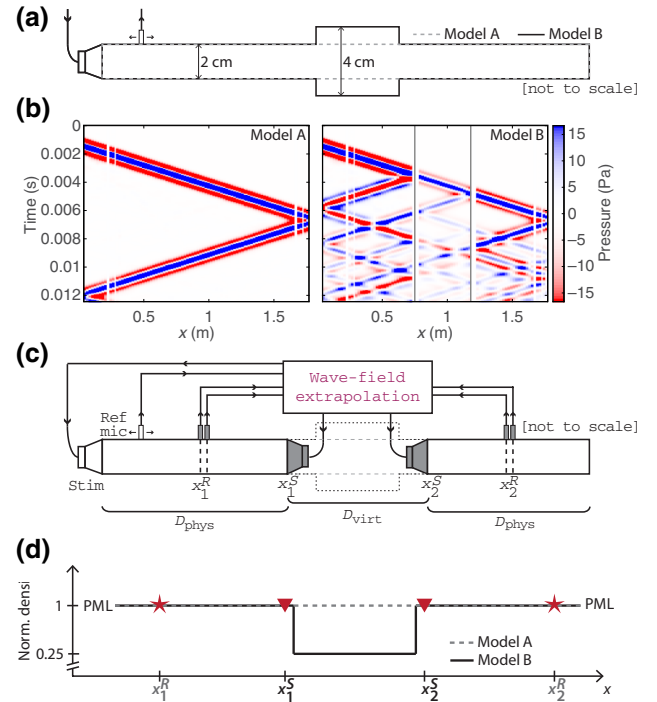 (a)
Model A
Model B
2 cm
4 cm
[not to scale]
(b)
Model A
Model B
Time (s)
0
0.002
0.004
0.006
0.008
0.01
0.012
0.5
1
1.5
x (m)
0.5
1
1.5
x (m)
15
10
5
0
−5
−10
−15
Pressure (Pa)
(c)
Wave-field
extrapolation
Ref
mic
[not to scale]
Stim
x₁ᴿ
x₁ˢ
x₂ˢ
x₂ᴿ
D_phys
D_virt
D_phys
(d)
Norm. densi
1
0.25
PML
PML
Model A
Model B
x₁ᴿ
x₁ˢ
x₂ˢ
x₂ᴿ
x